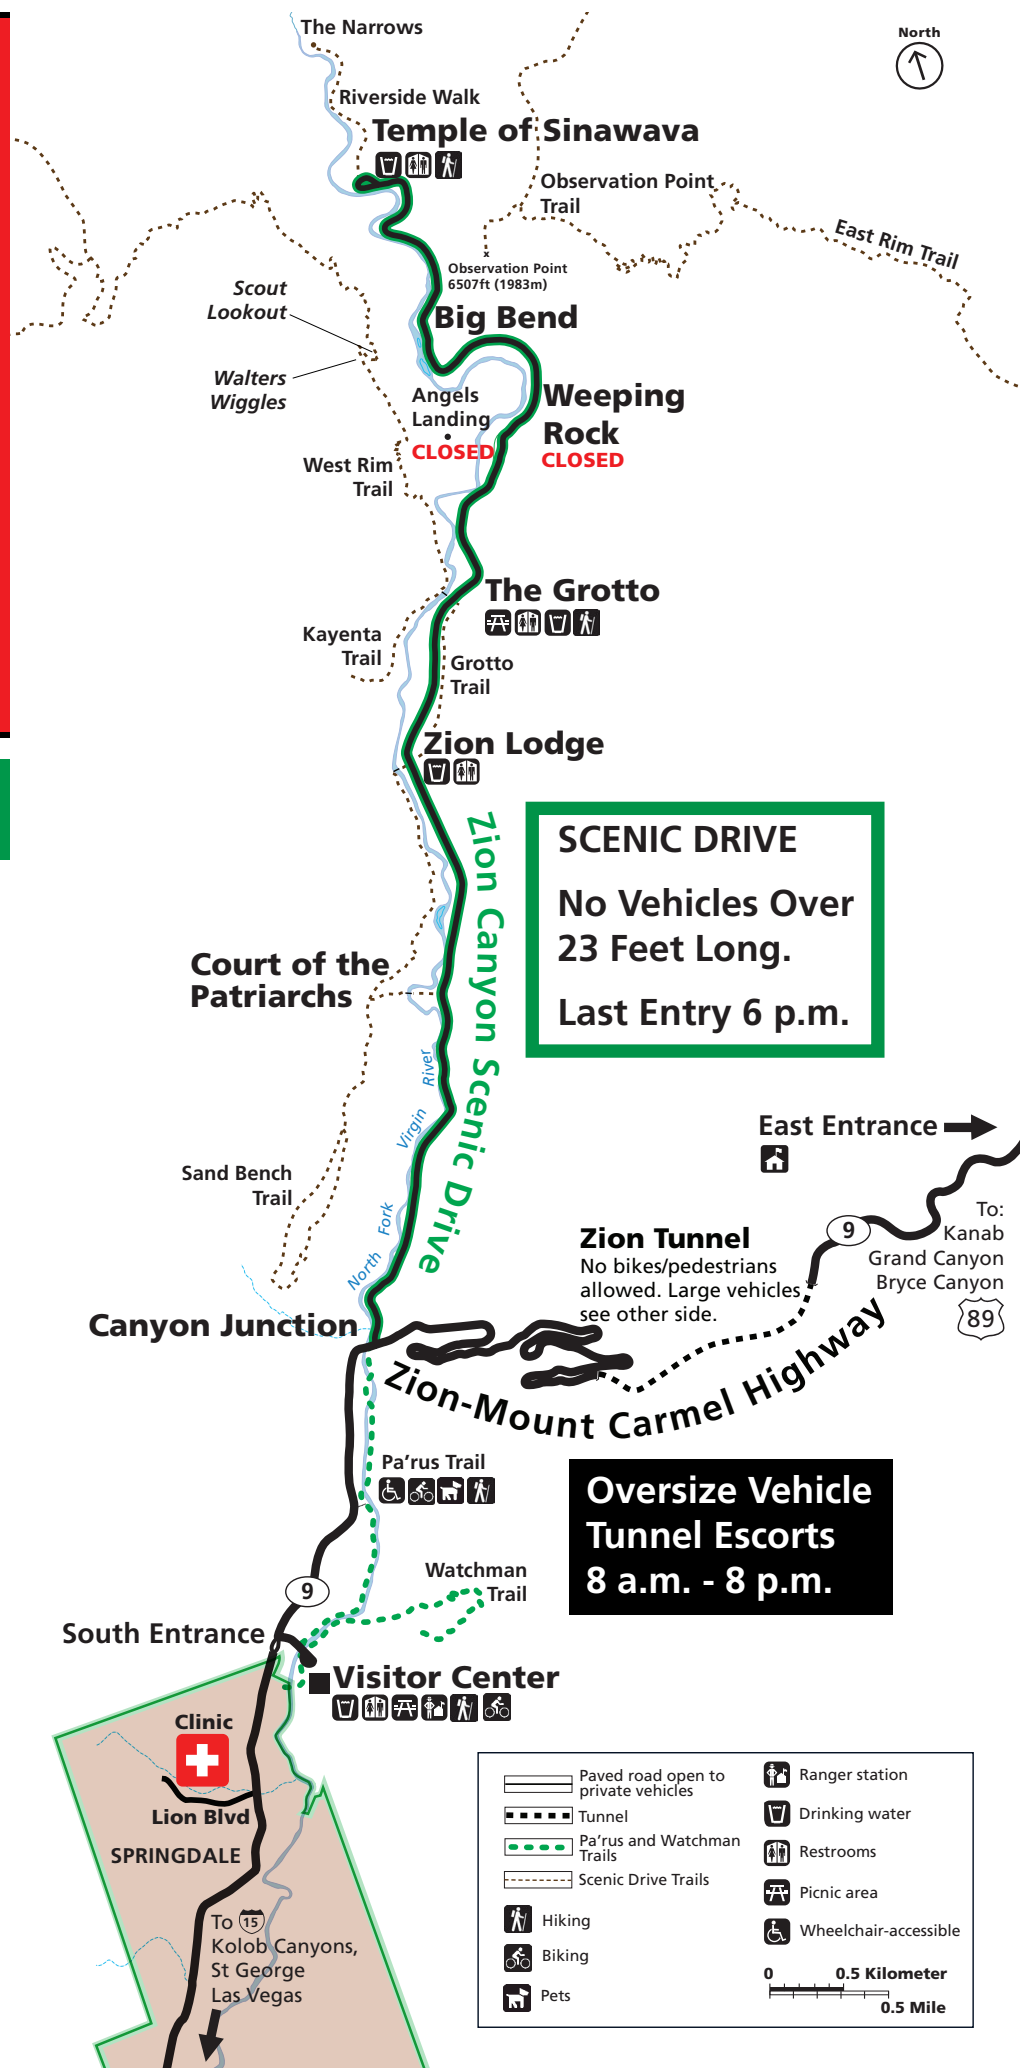 The Narrows
North
Riverside Walk
Temple of Sinawava
Observation Point
Trail
East Rim Trail
Observation Point
6507ft (1983m)
Scout
Lookout
Big Bend
Walters
Wiggles
Angels
Landing
CLOSED
Weeping
Rock
CLOSED
West Rim
Trail
The Grotto
Kayenta
Trail
Grotto
Trail
Zion Lodge
Zion Canyon Scenic Drive
SCENIC DRIVE
No Vehicles Over
23 Feet Long.
Last Entry 6 p.m.
Court of the
Patriarchs
North Fork Virgin River
East Entrance
Sand Bench
Trail
9
To:
Kanab
Grand Canyon
Bryce Canyon
89
Zion Tunnel
No bikes/pedestrians
allowed. Large vehicles
see other side.
Canyon Junction
Zion-Mount Carmel Highway
Pa'rus Trail
Oversize Vehicle
Tunnel Escorts
8 a.m. - 8 p.m.
Watchman
Trail
9
South Entrance
Visitor Center
Clinic
Lion Blvd
SPRINGDALE
To 15
Kolob Canyons,
St George
Las Vegas
Paved road open to
private vehicles
Tunnel
Pa'rus and Watchman
Trails
Scenic Drive Trails
Hiking
Biking
Pets
Ranger station
Drinking water
Restrooms
Picnic area
Wheelchair-accessible
0 0.5 Kilometer
0.5 Mile